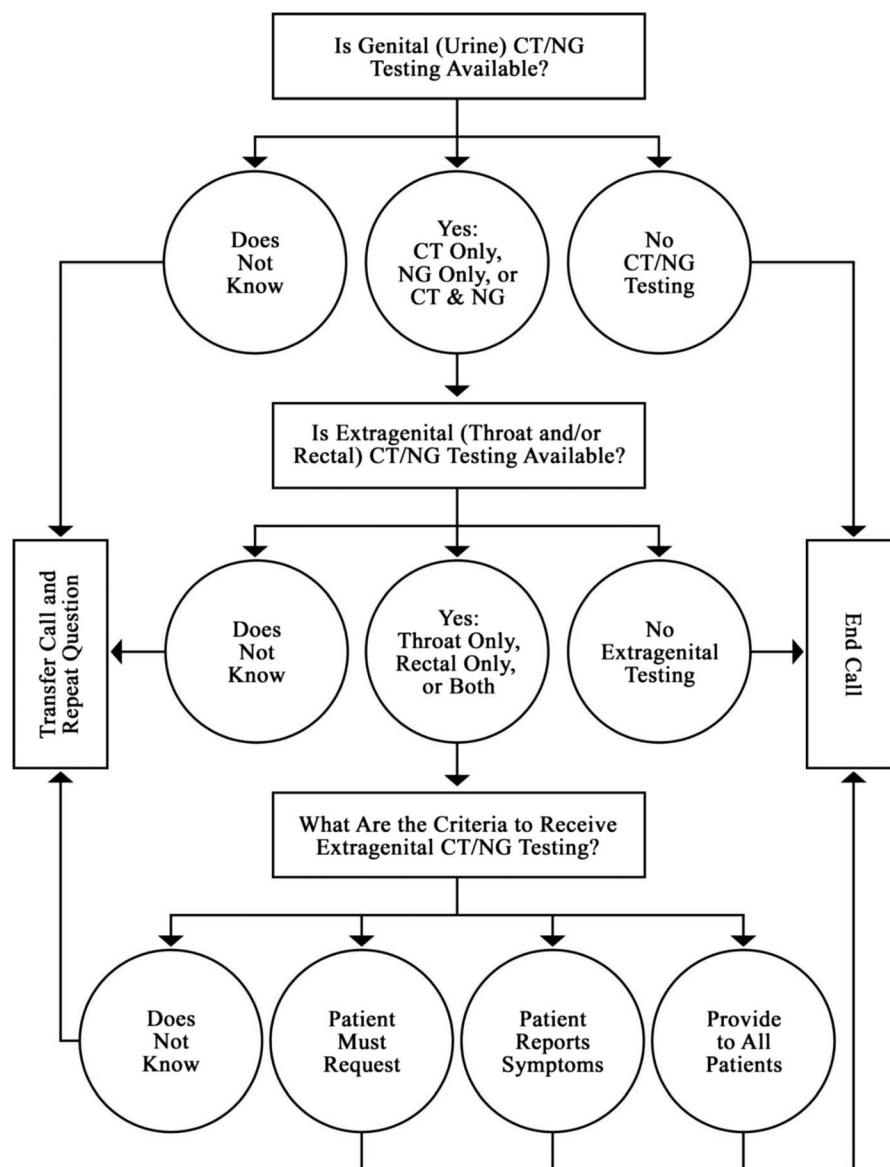 Is Genital (Urine) CT/NG
Testing Available?
Does
Not
Know
Yes:
CT Only,
NG Only, or
CT & NG
No
CT/NG
Testing
Is Extragenital (Throat and/or
Rectal) CT/NG Testing Available?
Transfer Call and
Repeat Question
Does
Not
Know
Yes:
Throat Only,
Rectal Only,
or Both
No
Extragenital
Testing
End Call
What Are the Criteria to Receive
Extragenital CT/NG Testing?
Does
Not
Know
Patient
Must
Request
Patient
Reports
Symptoms
Provide
to All
Patients